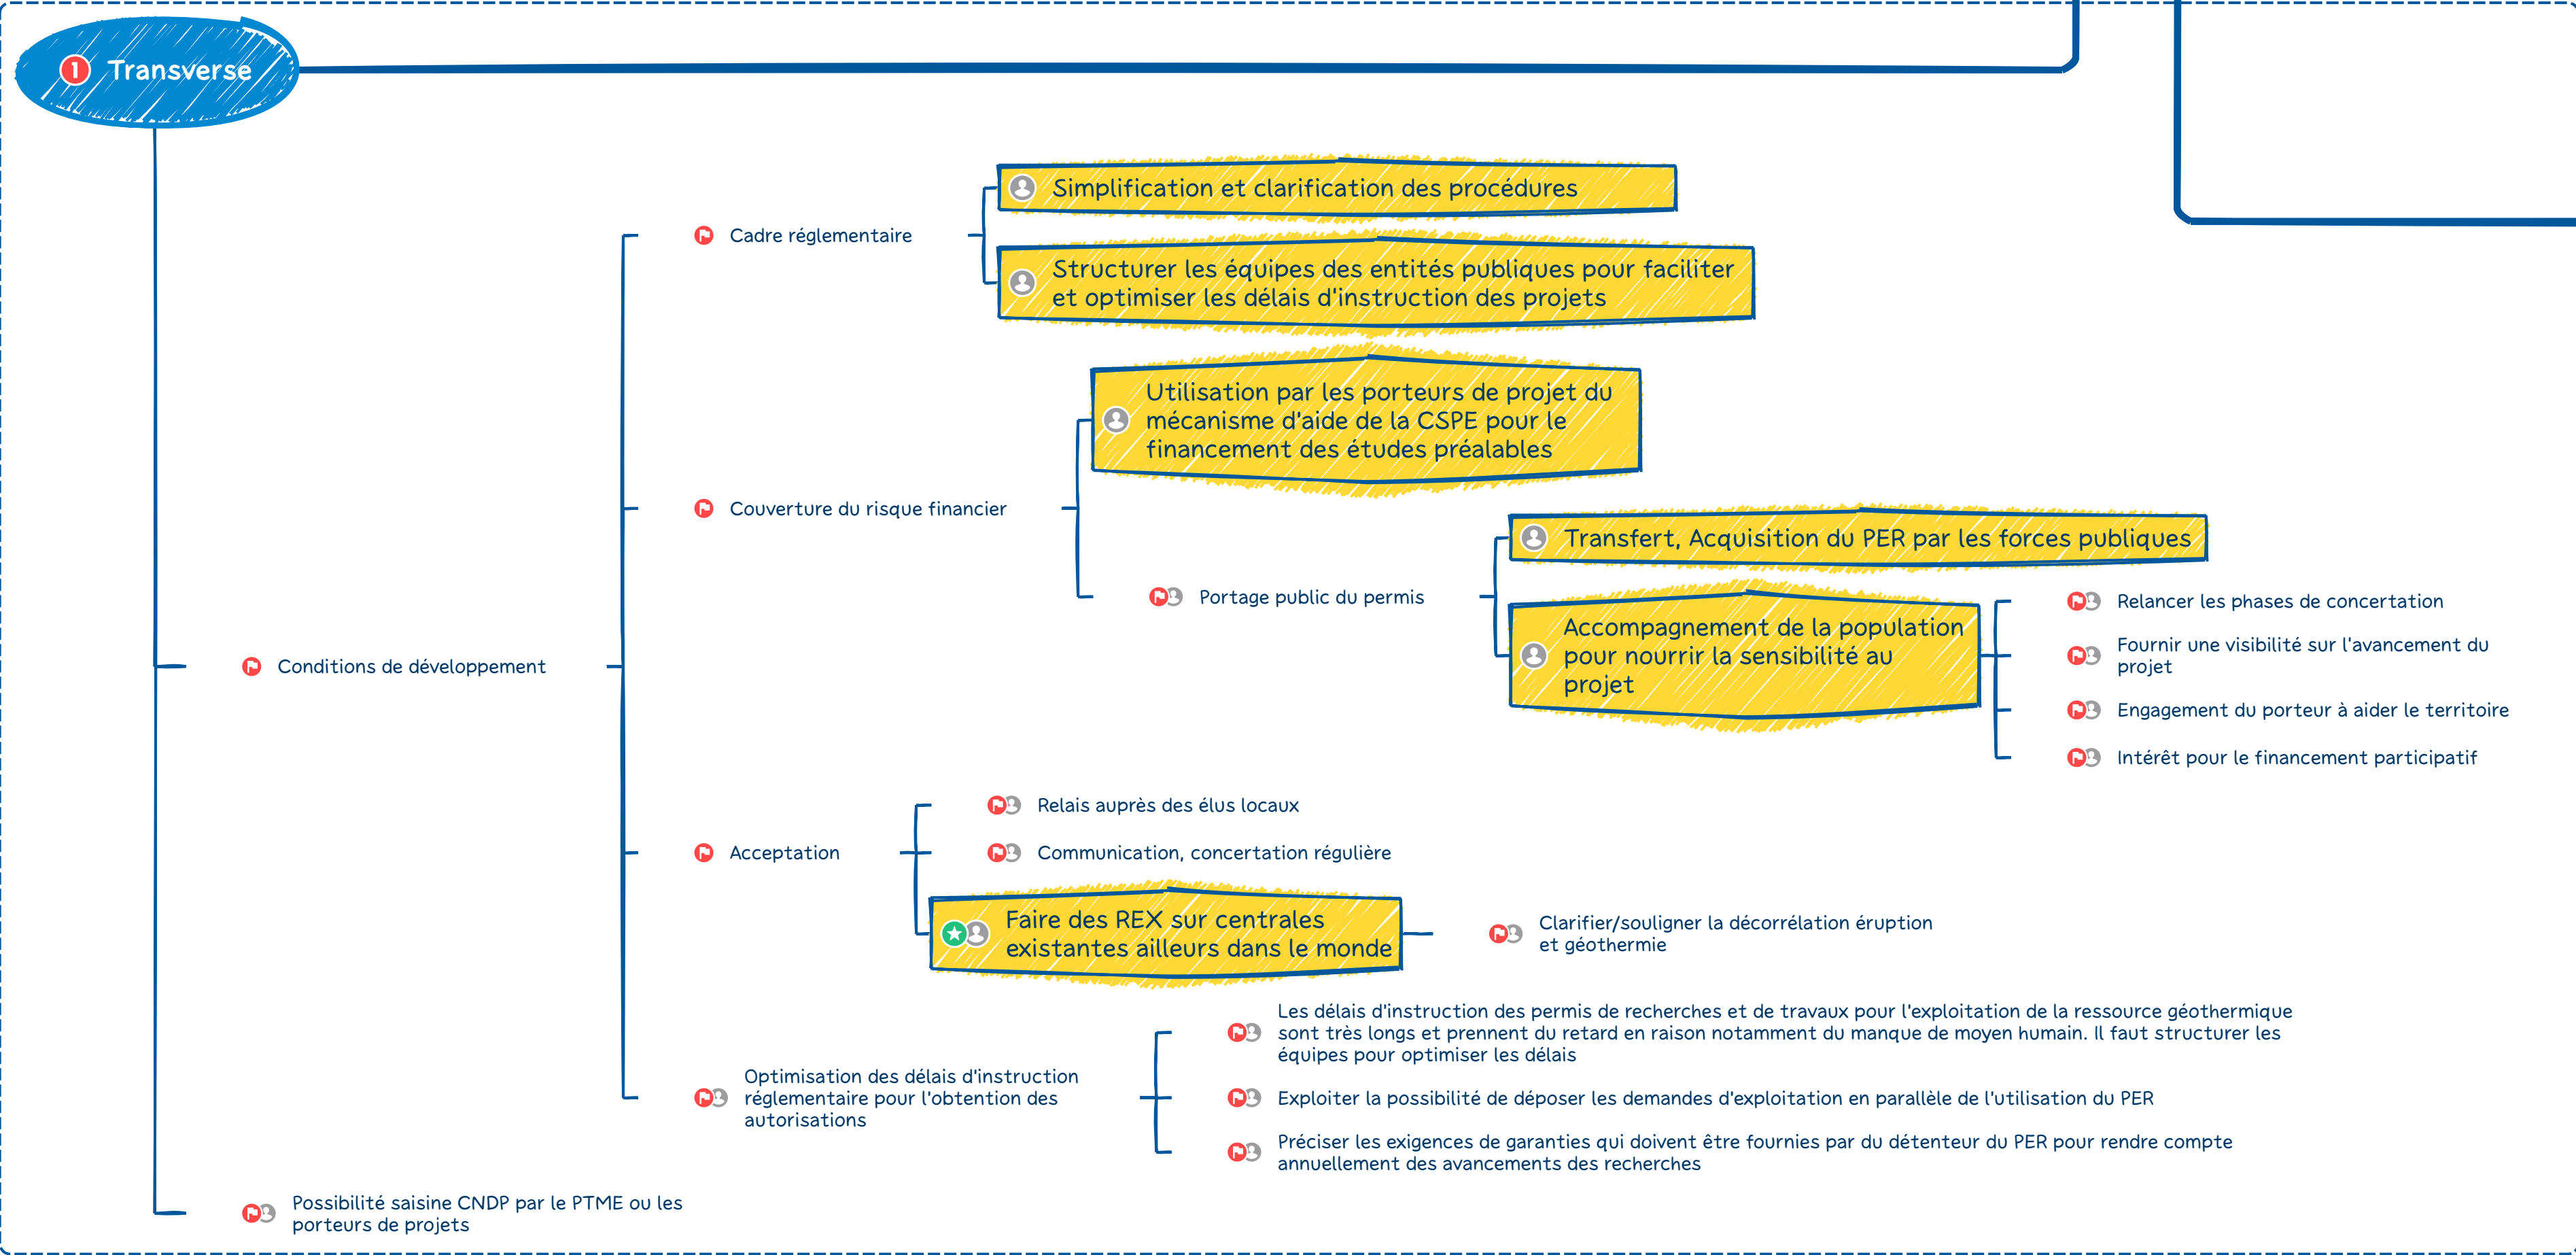 1 Transverse
Simplification et clarification des procédures
Cadre réglementaire
Structurer les équipes des entités publiques pour faciliter
et optimiser les délais d'instruction des projets
Utilisation par les porteurs de projet du
mécanisme d'aide de la CSPE pour le
financement des études préalables
Couverture du risque financier
Transfert, Acquisition du PER par les forces publiques
Portage public du permis
Accompagnement de la population
pour nourrir la sensibilité au
projet
Relancer les phases de concertation
Fournir une visibilité sur l'avancement du
projet
Engagement du porteur à aider le territoire
Intérêt pour le financement participatif
Conditions de développement
Relais auprès des élus locaux
Acceptation
Communication, concertation régulière
Faire des REX sur centrales
existantes ailleurs dans le monde
Clarifier/souligner la décorrélation éruption
et géothermie
Optimisation des délais d'instruction
réglementaire pour l'obtention des
autorisations
Les délais d'instruction des permis de recherches et de travaux pour l'exploitation de la ressource géothermique
sont très longs et prennent du retard en raison notamment du manque de moyen humain. Il faut structurer les
équipes pour optimiser les délais
Exploiter la possibilité de déposer les demandes d'exploitation en parallèle de l'utilisation du PER
Préciser les exigences de garanties qui doivent être fournies par du détenteur du PER pour rendre compte
annuellement des avancements des recherches
Possibilité saisine CNDP par le PTME ou les
porteurs de projets